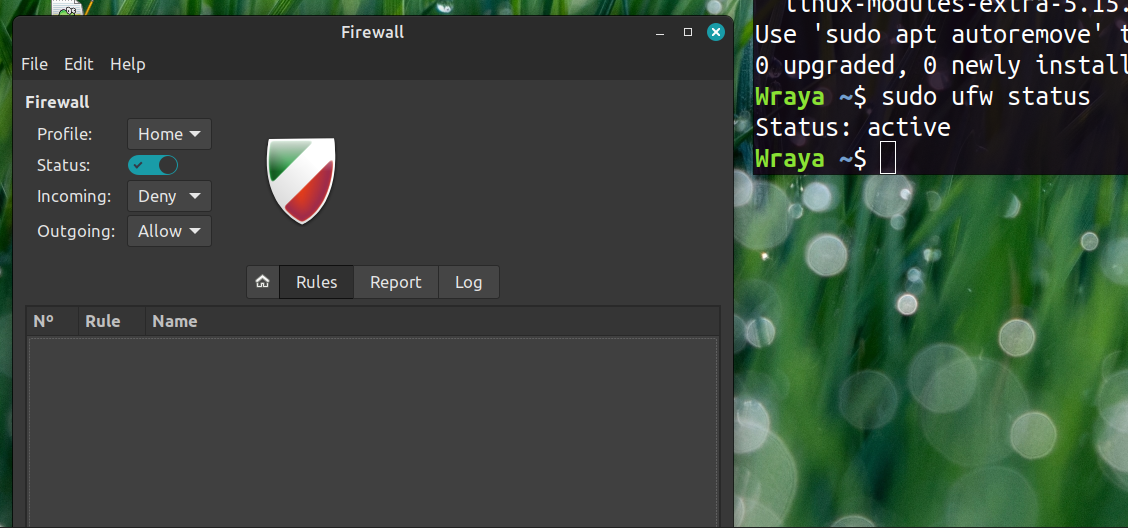 Firewall
File Edit Help
Firewall
Profile: Home
Status:
Incoming: Deny
Outgoing: Allow
Rules Report Log
Nº Rule Name
linux-modules-extra-5.15.
Use 'sudo apt autoremove' t
0 upgraded, 0 newly install
Wraya ~$ sudo ufw status
Status: active
Wraya ~$